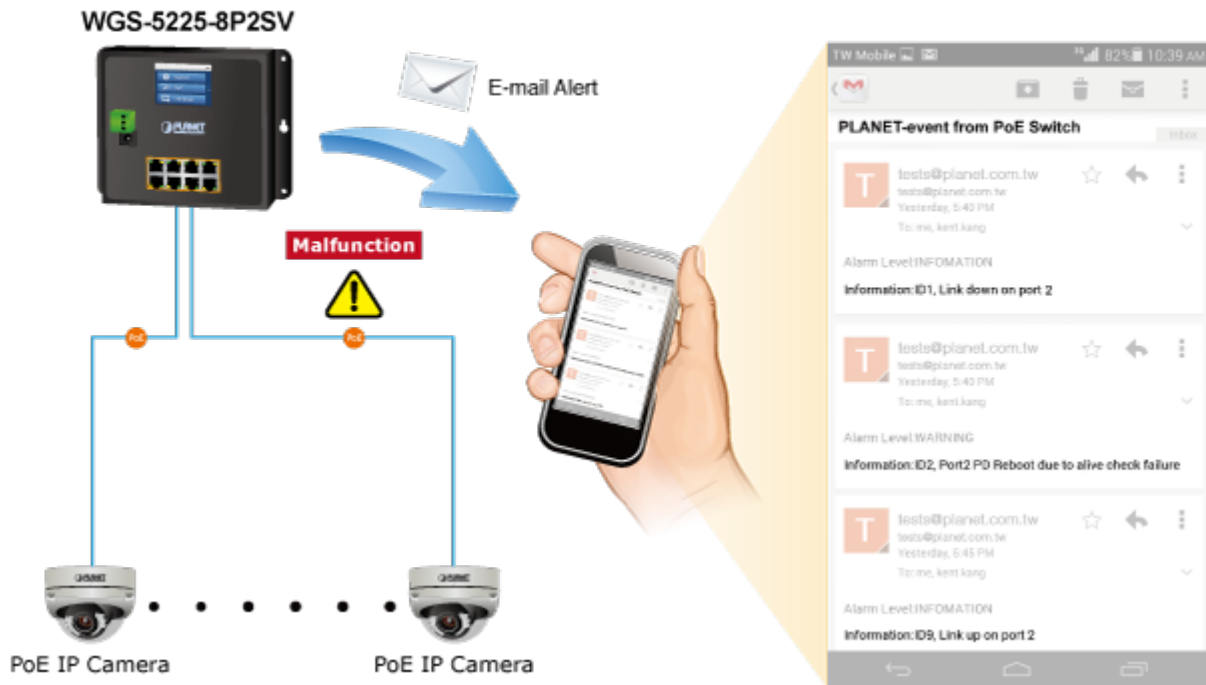 WGS-5225-8P2SV
PLANET
E-mail Alert
Malfunction
PoE
PoE
PLANET
PLANET
PoE IP Camera
PoE IP Camera
TW Mobile 3G 82% 10:39 AM
PLANET-event from PoE Switch
Inbox
T
tests@planet.com.tw
tests@planet.com.tw
Yesterday, 5:40 PM
To: me, kent.kang
Alarm Level:INFOMATION
Information:ID1, Link down on port 2
T
tests@planet.com.tw
tests@planet.com.tw
Yesterday, 5:40 PM
To: me, kent.kang
Alarm Level:WARNING
Information:ID2, Port2 PD Reboot due to alive check failure
T
tests@planet.com.tw
tests@planet.com.tw
Yesterday, 5:45 PM
To: me, kent.kang
Alarm Level:INFOMATION
Information:ID9, Link up on port 2